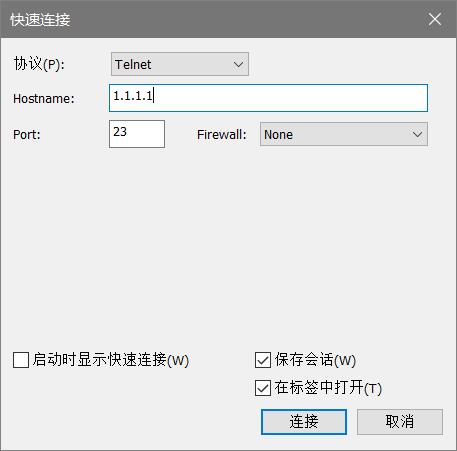 快速连接
协议(P): Telnet
Hostname: 1.1.1.1
Port: 23 Firewall: None
启动时显示快速连接(W) 保存会话(W)
在标签中打开(T)
连接 取消